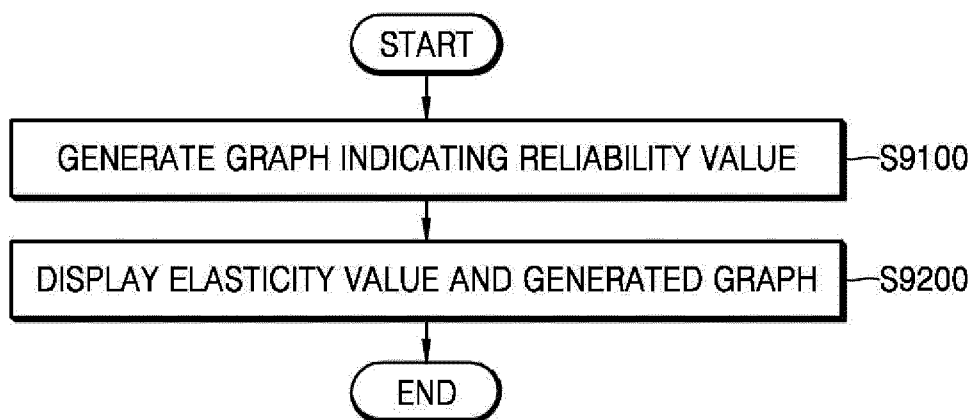 START
GENERATE GRAPH INDICATING RELIABILITY VALUE
S9100
DISPLAY ELASTICITY VALUE AND GENERATED GRAPH
S9200
END